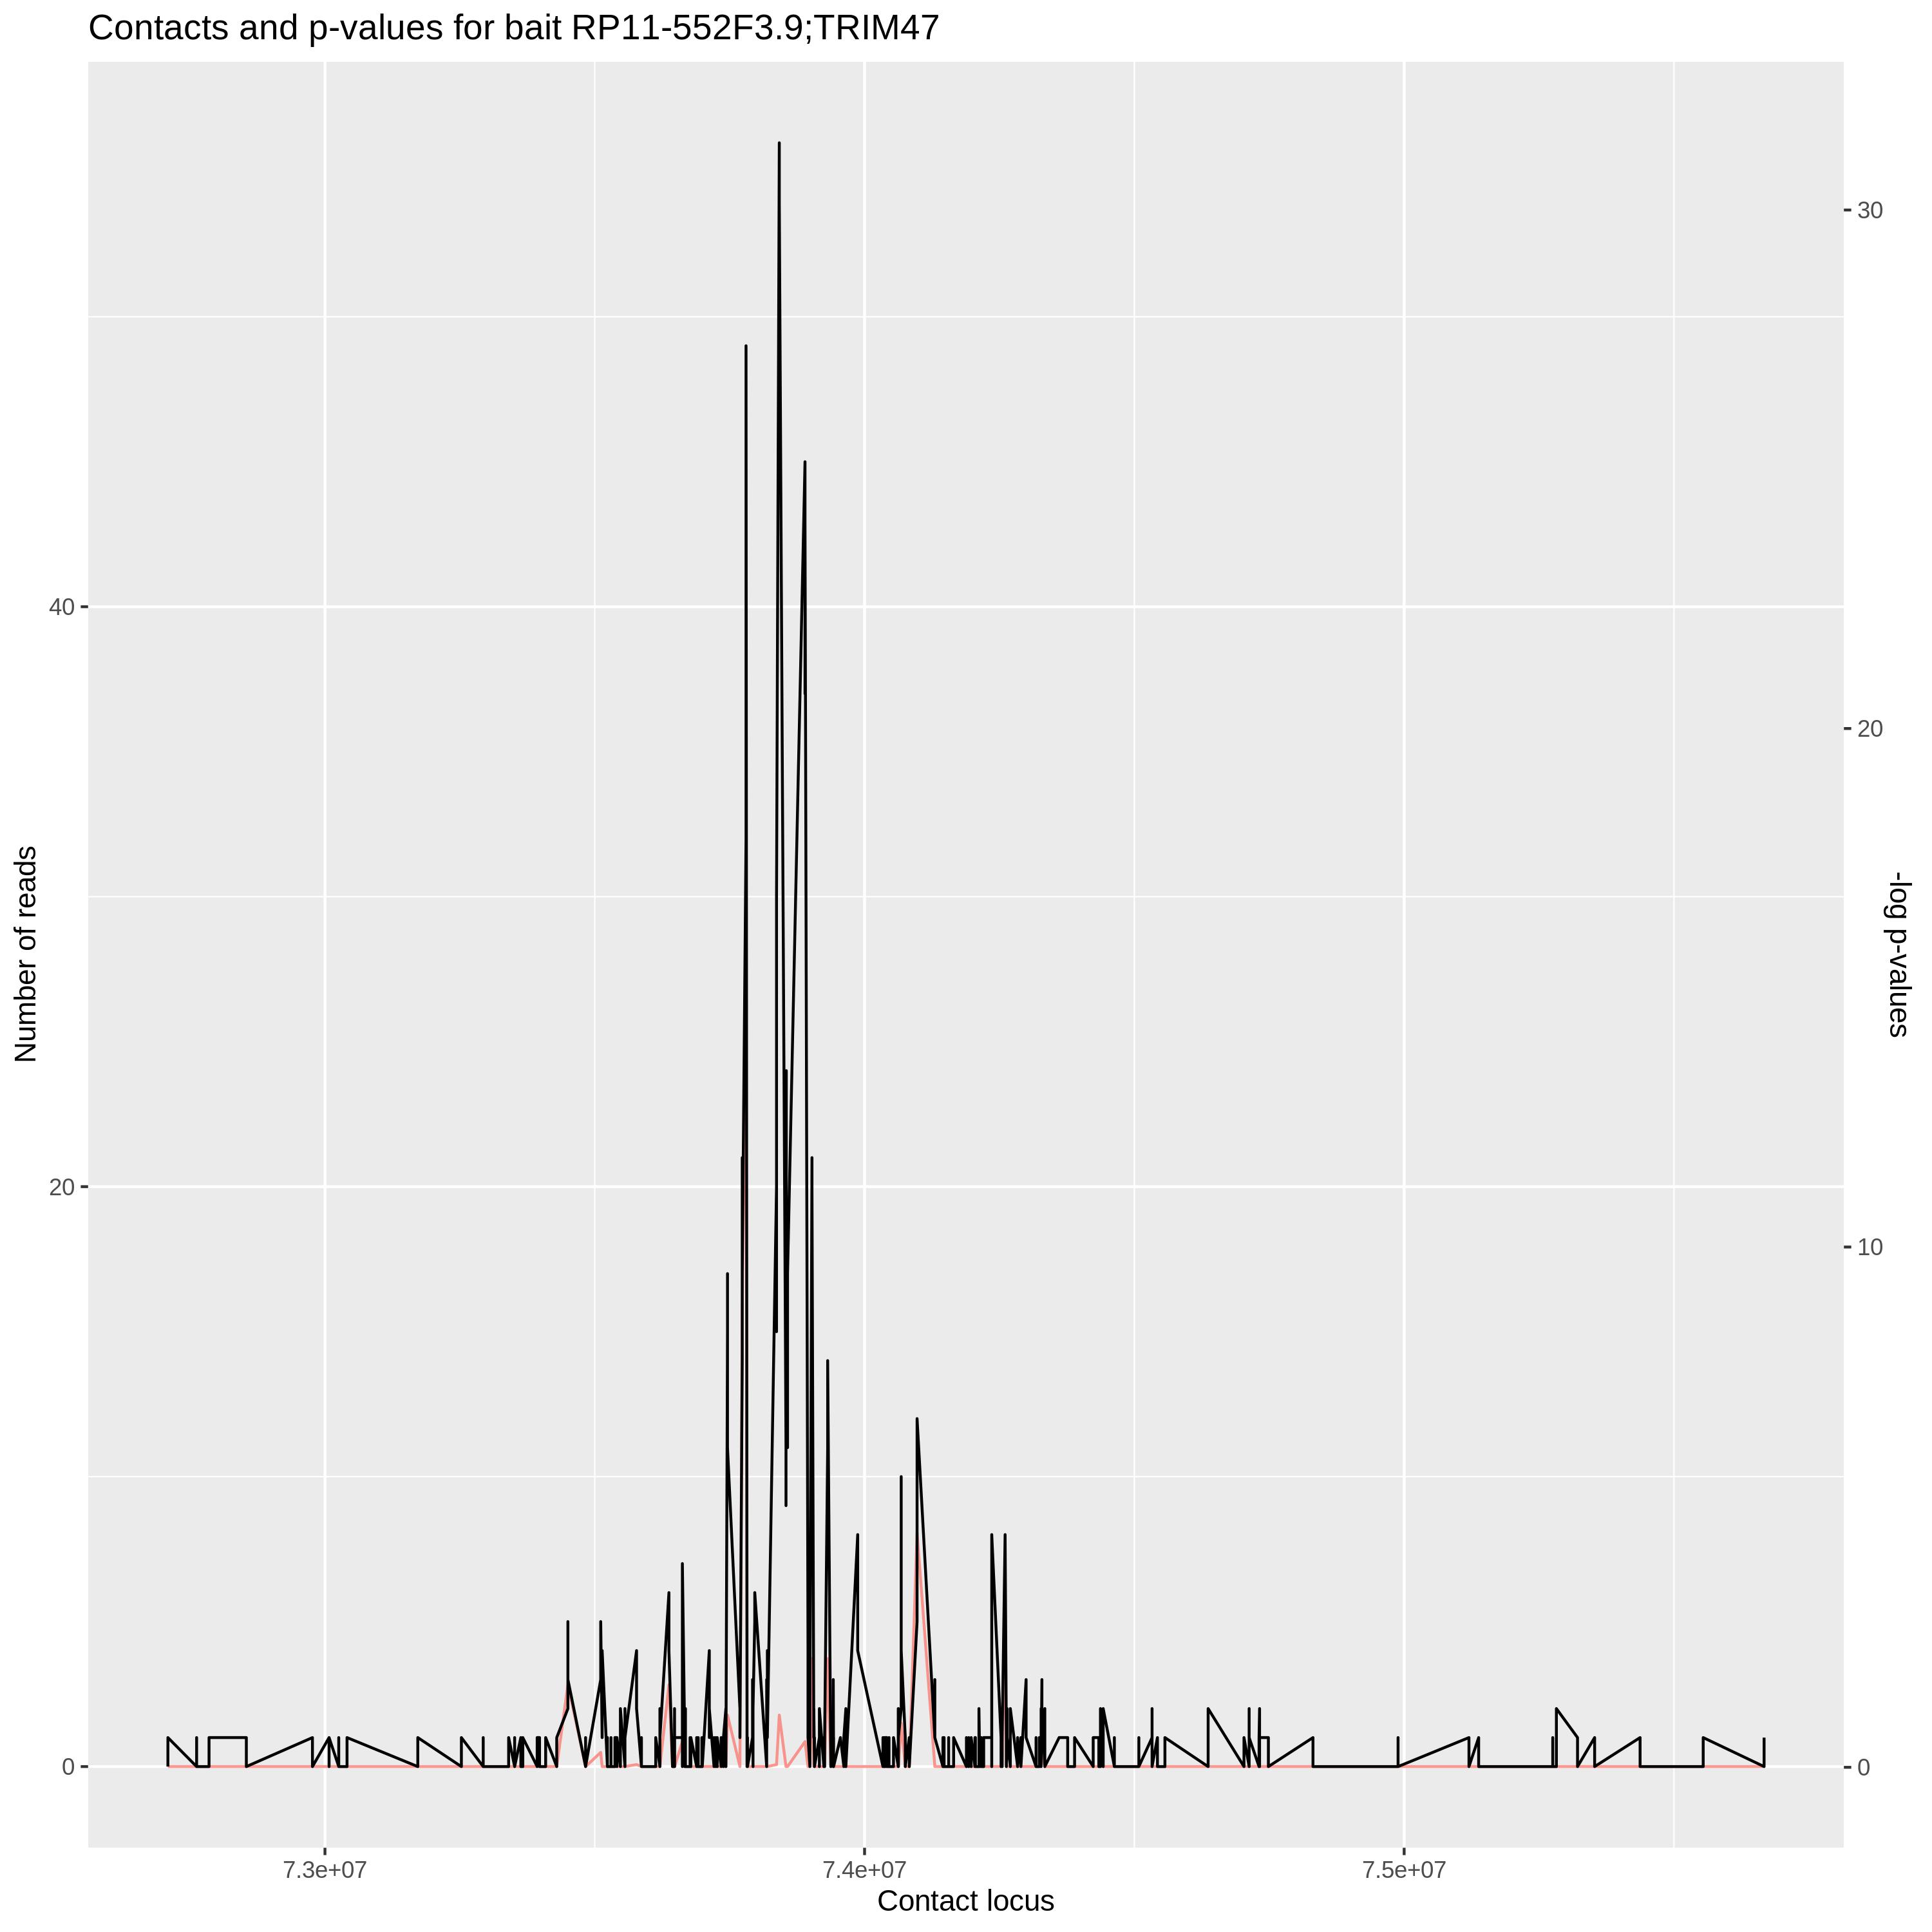 Contacts and p-values for bait RP11-552F3.9;TRIM47
30
40
20
20
10
0
0
Number of reads
-log p-values
7.3e+07
7.4e+07
7.5e+07
Contact locus